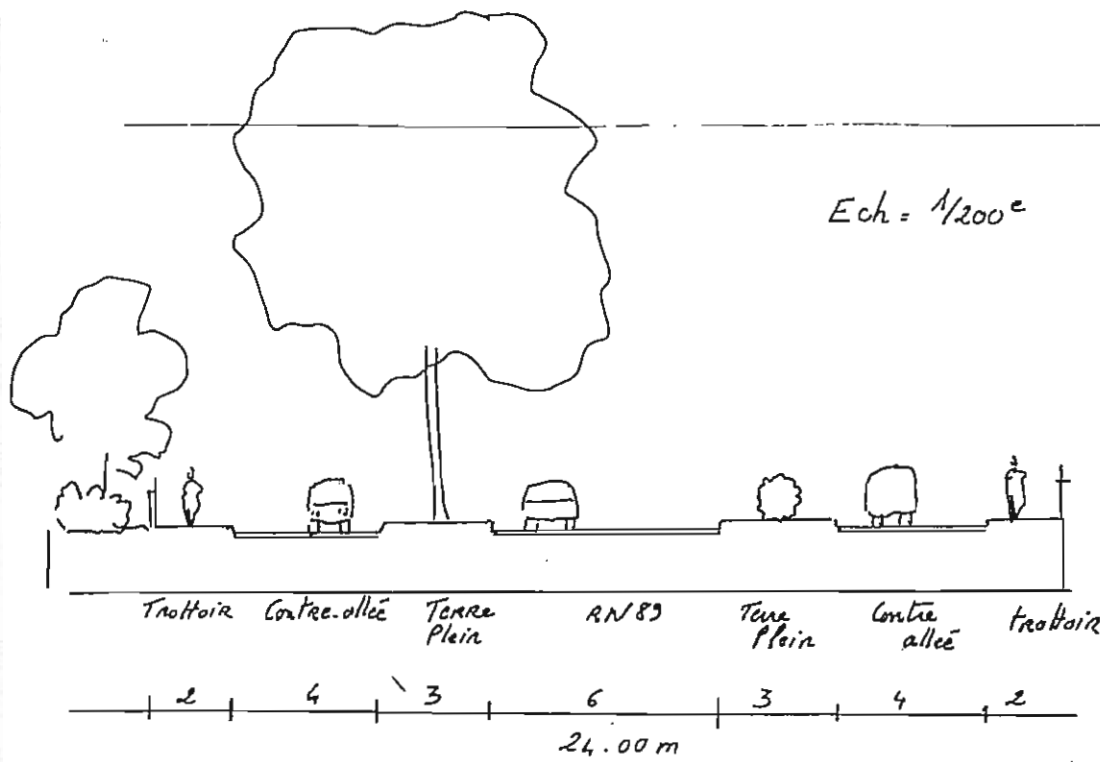 Ech = 1/200e
Trottoir Contre-allée Terre Plein RN89 Terre Plein Contre allée trottoir
2 4 3 6 3 4 2
24.00 m